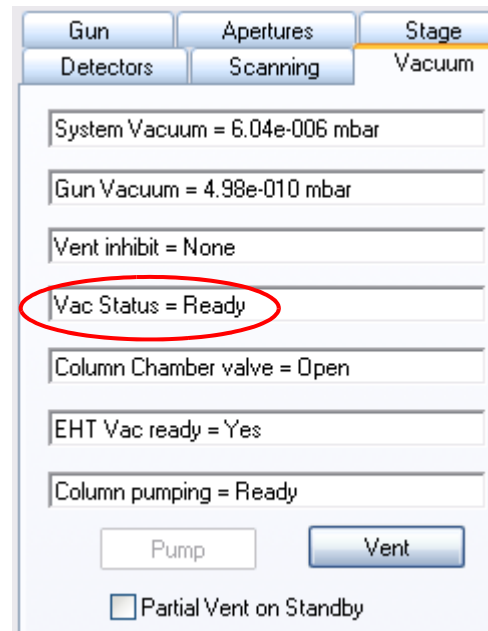 Gun Apertures Stage
Detectors Scanning Vacuum
System Vacuum = 6.04e-006 mbar
Gun Vacuum = 4.98e-010 mbar
Vent inhibit = None
Vac Status = Ready
Column Chamber valve = Open
EHT Vac ready = Yes
Column pumping = Ready
Pump Vent
Partial Vent on Standby